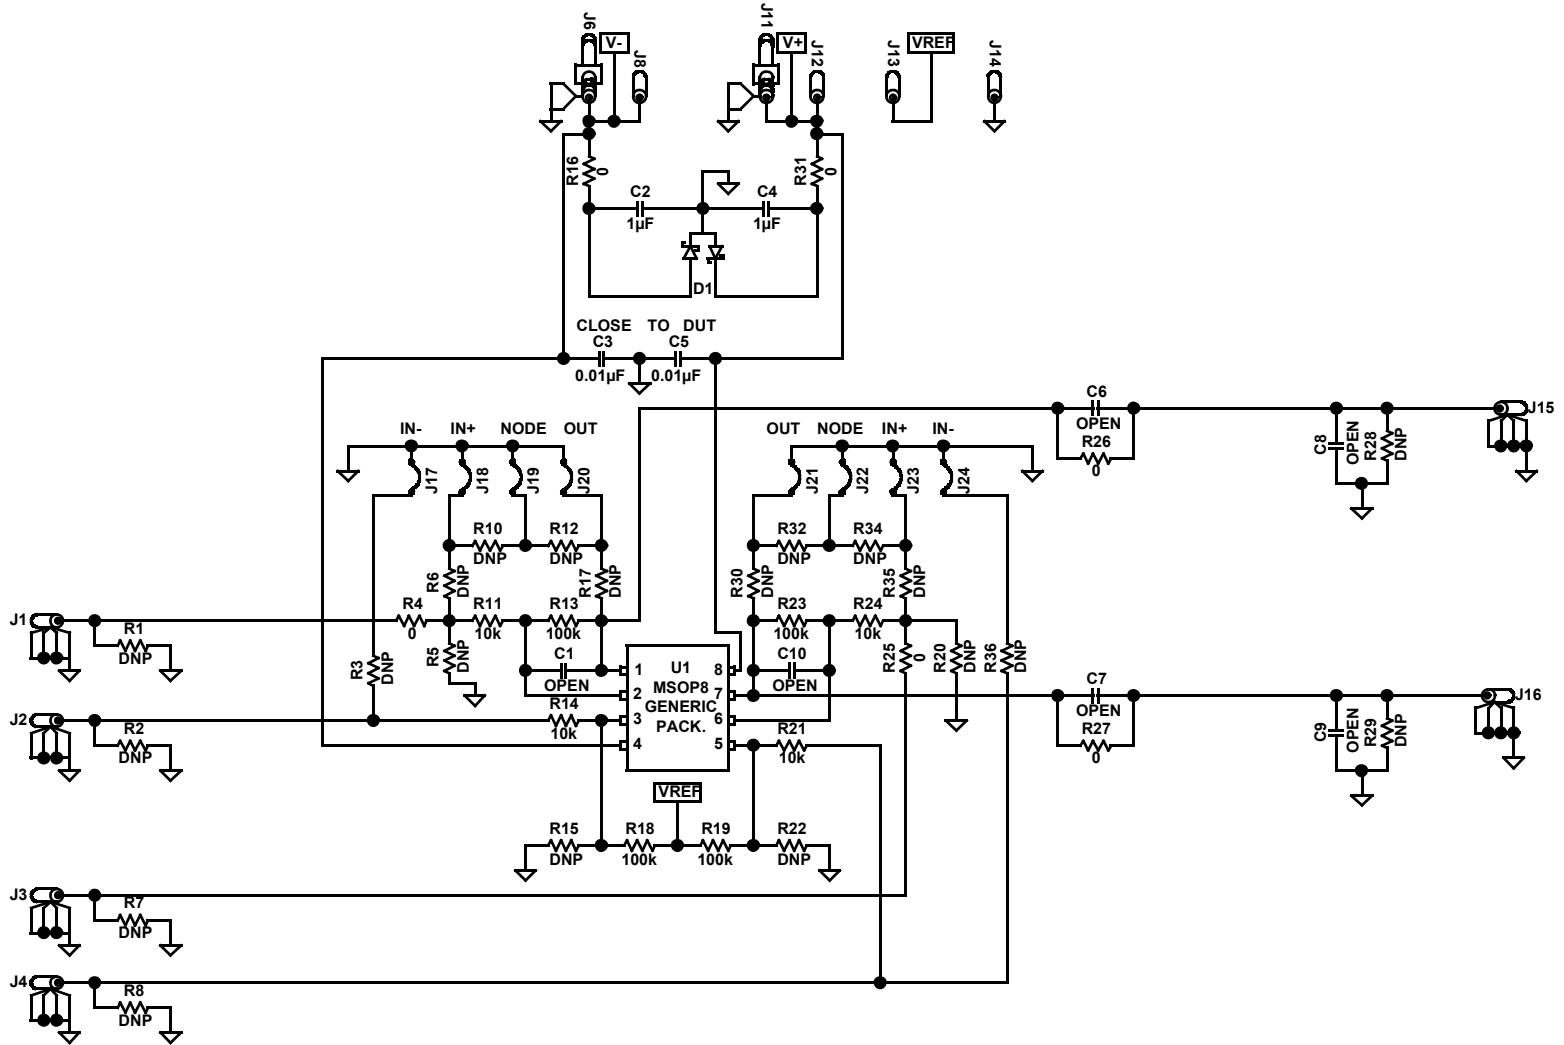 J6
V-
J8
J11
V+
J12
J13
VREF
J14
R16
0
R31
0
C2
1µF
C4
1µF
D1
CLOSE TO DUT
C3
0.01µF
C5
0.01µF
IN- IN+ NODE OUT
J17
J18
J19
J20
OUT NODE IN+ IN-
J21
J22
J23
J24
C6
OPEN
R26
0
C8
OPEN
R28
DNP
J15
R10
DNP
R12
DNP
R32
DNP
R34
DNP
R6
DNP
R17
DNP
R30
DNP
R35
DNP
J1
R1
DNP
R4
0
R11
10k
R13
100k
R23
100k
R24
10k
R3
DNP
R5
DNP
C1
OPEN
U1
MSOP8
GENERIC
PACK.
1
2
3
4
8
7
6
5
C10
OPEN
R25
0
R20
DNP
R36
DNP
J2
R2
DNP
R14
10k
R21
10k
C7
OPEN
R27
0
C9
OPEN
R29
DNP
J16
VREF
R15
DNP
R18
100k
R19
100k
R22
DNP
J3
R7
DNP
J4
R8
DNP